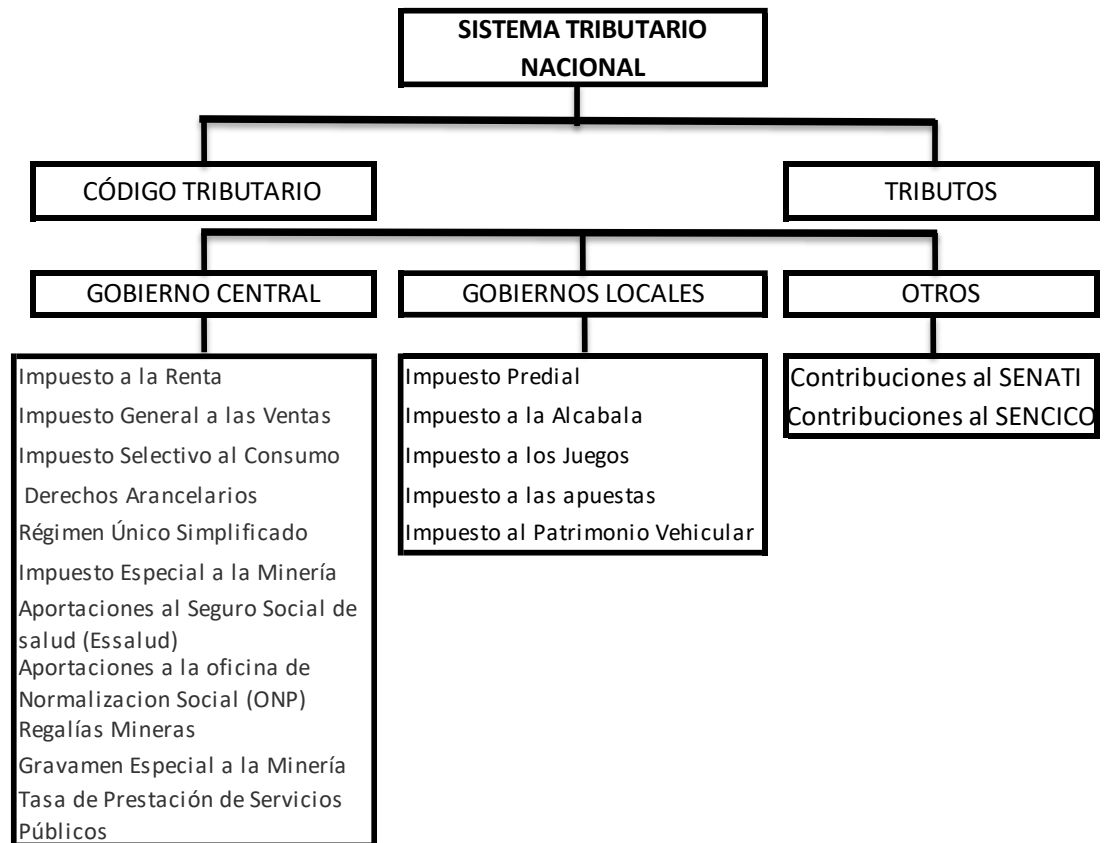 SISTEMA TRIBUTARIO
NACIONAL
CÓDIGO TRIBUTARIO
TRIBUTOS
GOBIERNO CENTRAL
GOBIERNOS LOCALES
OTROS
Impuesto a la Renta
Impuesto General a las Ventas
Impuesto Selectivo al Consumo
Derechos Arancelarios
Régimen Único Simplificado
Impuesto Especial a la Minería
Aportaciones al Seguro Social de
salud (Essalud)
Aportaciones a la oficina de
Normalizacion Social (ONP)
Regalías Mineras
Gravamen Especial a la Minería
Tasa de Prestación de Servicios
Públicos
Impuesto Predial
Impuesto a la Alcabala
Impuesto a los Juegos
Impuesto a las apuestas
Impuesto al Patrimonio Vehicular
Contribuciones al SENATI
Contribuciones al SENCICO